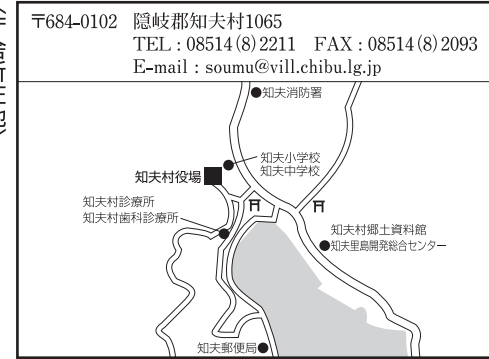 〒684-0102 隠岐郡知夫村1065
TEL：08514(8)2211 FAX：08514(8)2093
E-mail：soumu@vill.chibu.lg.jp
知夫消防署
知夫小学校
知夫中学校
知夫村役場
知夫村診療所
知夫村歯科診療所
知夫村郷土資料館
知夫里島開発総合センター
知夫郵便局